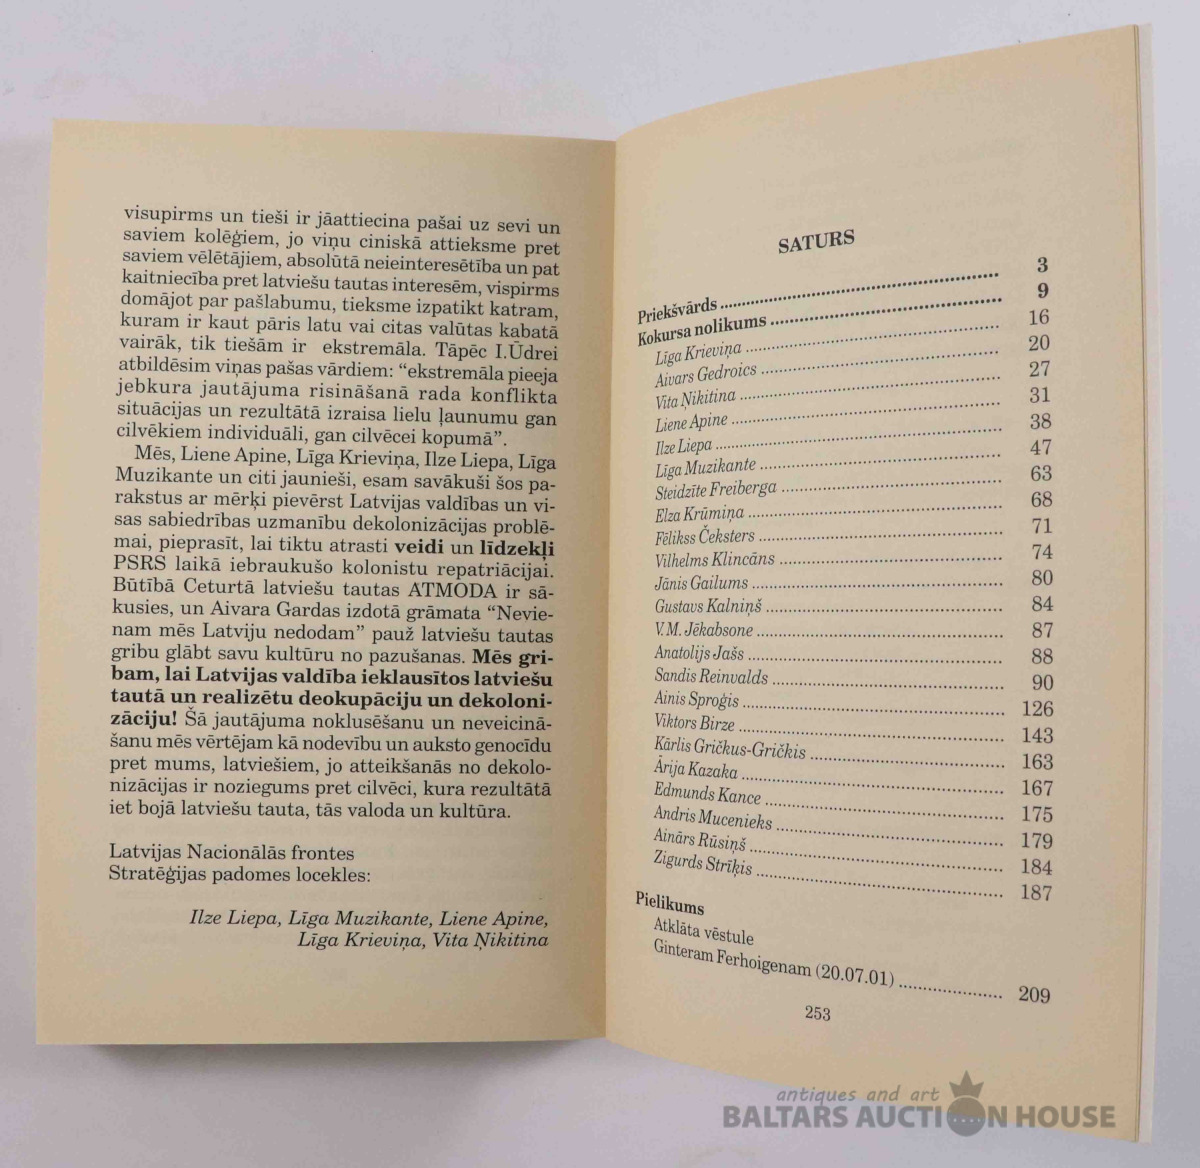 visupirms un tieši ir jāattiecina pašai uz sevi un
saviem kolēģiem, jo viņu ciniskā attieksme pret
saviem vēlētājiem, absolūtā neieinteresētība un pat
kaitniecība pret latviešu tautas interesēm, vispirms
domājot par pašlabumu, tieksme izpatikt katram,
kuram ir kaut pāris latu vai citas valūtas kabatā
vairāk, tik tiešām ir ekstremāla. Tāpēc I.Ūdrei
atbildēsim viņas pašas vārdiem: “ekstremāla pieeja
jebkura jautājuma risināšanā rada konflikta
situācijas un rezultātā izraisa lielu ļaunumu gan
cilvēkiem individuāli, gan cilvēcei kopumā”.
Mēs, Liene Apine, Līga Krieviņa, Ilze Liepa, Līga
Muzikante un citi jaunieši, esam savākuši šos pa-
rakstus ar mērķi pievērst Latvijas valdības un vi-
sas sabiedrības uzmanību dekolonizācijas problē-
mai, pieprasīt, lai tiktu atrasti veidi un līdzekļi
PSRS laikā iebraukušo kolonistu repatriācijai.
Būtībā Ceturtā latviešu tautas ATMODA ir sā-
kusies, un Aivara Gardas izdotā grāmata “Nevie-
nam mēs Latviju nedodam” pauž latviešu tautas
gribu glābt savu kultūru no pazušanas. Mēs gri-
bam, lai Latvijas valdība ieklausītos latviešu
tautā un realizētu deokupāciju un dekoloni-
zāciju! Šā jautājuma noklusēšanu un neveicinā-
šanu mēs vērtējam kā nodevību un auksto genocīdu
pret mums, latviešiem, jo atteikšanās no dekolo-
nizācijas ir noziegums pret cilvēci, kura rezultātā
iet bojā latviešu tauta, tās valoda un kultūra.
Latvijas Nacionālās frontes
Stratēģijas padomes locekles:
Ilze Liepa, Līga Muzikante, Liene Apine,
Līga Krieviņa, Vita Ņikitina
SATURS
Priekšvārds ........ 3
Kokursa nolikums ........ 9
Līga Krieviņa ........ 16
Aivars Gedroics ........ 20
Vita Ņikitina ........ 27
Liene Apine ........ 31
Ilze Liepa ........ 38
Līga Muzikante ........ 47
Steidzīte Freiberga ........ 63
Elza Krūmiņa ........ 68
Fēlikss Čeksters ........ 71
Vilhelms Klincāns ........ 74
Jānis Gailums ........ 80
Gustavs Kalniņš ........ 84
V.M. Jēkabsone ........ 87
Anatolijs Jašs ........ 88
Sandis Reinvalds ........ 90
Ainis Sproģis ........ 126
Viktors Birze ........ 143
Kārlis Gričkus-Gričkis ........ 163
Ārija Kazaka ........ 167
Edmunds Kance ........ 175
Andris Mucenieks ........ 179
Ainārs Rūsiņš ........ 184
Zigurds Strīķis ........ 187
Pielikums
Atklāta vēstule
Ginteram Ferhoigenam (20.07.01) ........ 209
253
antiques and art
BALTARS AUCTION HOUSE